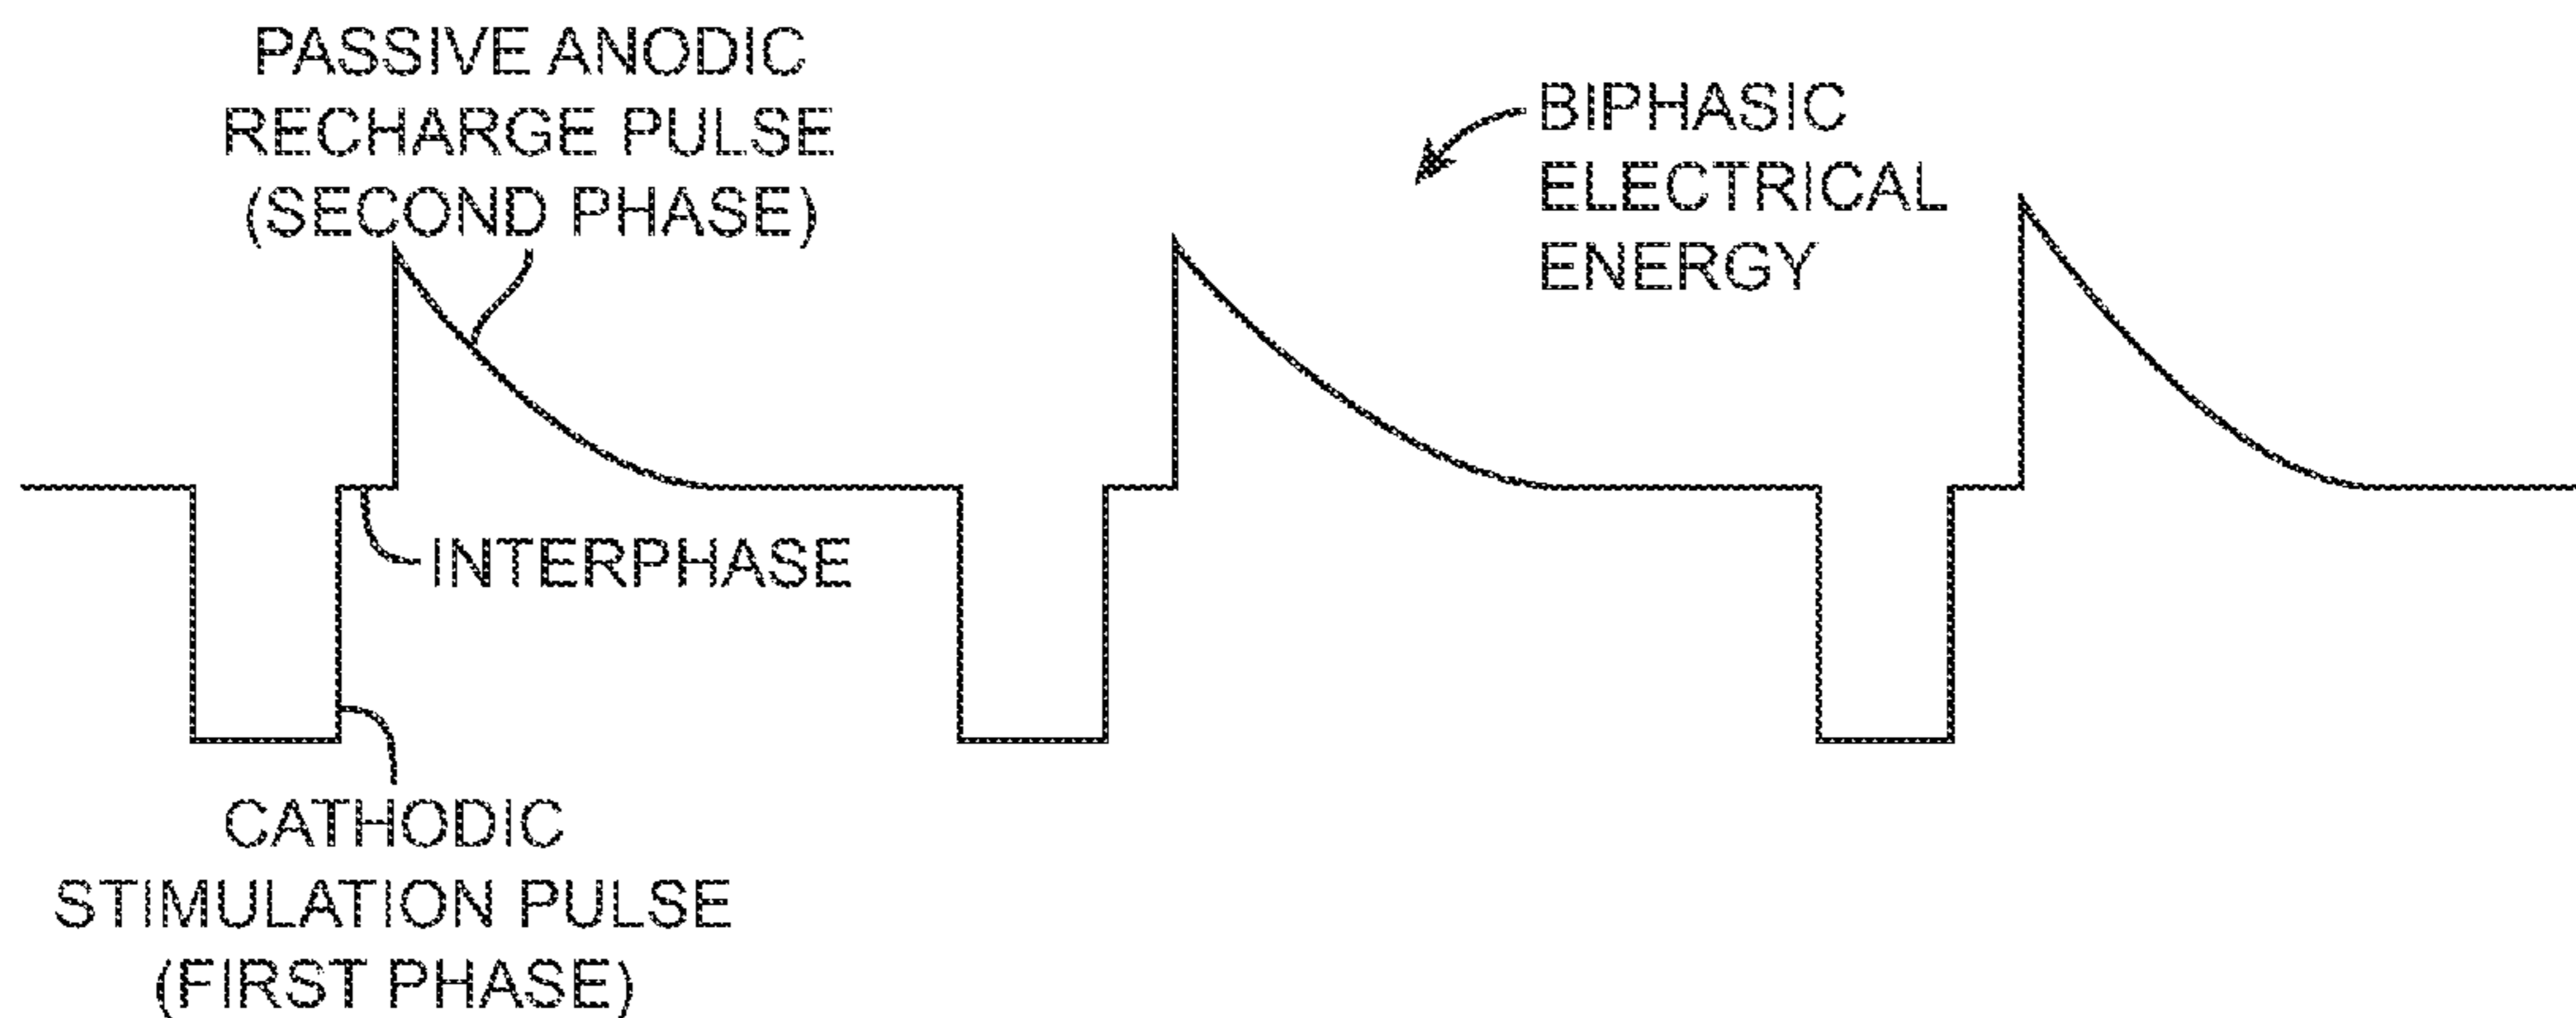 PASSIVE ANODIC
RECHARGE PULSE
(SECOND PHASE)
BIPHASIC
ELECTRICAL
ENERGY
INTERPHASE
CATHODIC
STIMULATION PULSE
(FIRST PHASE)